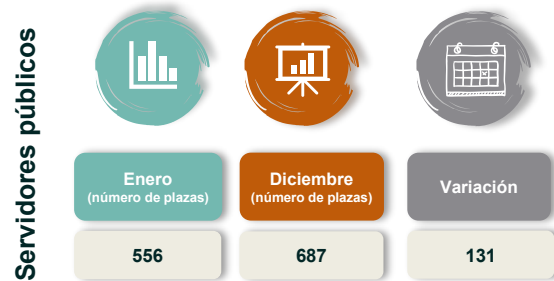 Servidores públicos
Enero
(número de plazas)
Diciembre
(número de plazas)
Variación
556
687
131